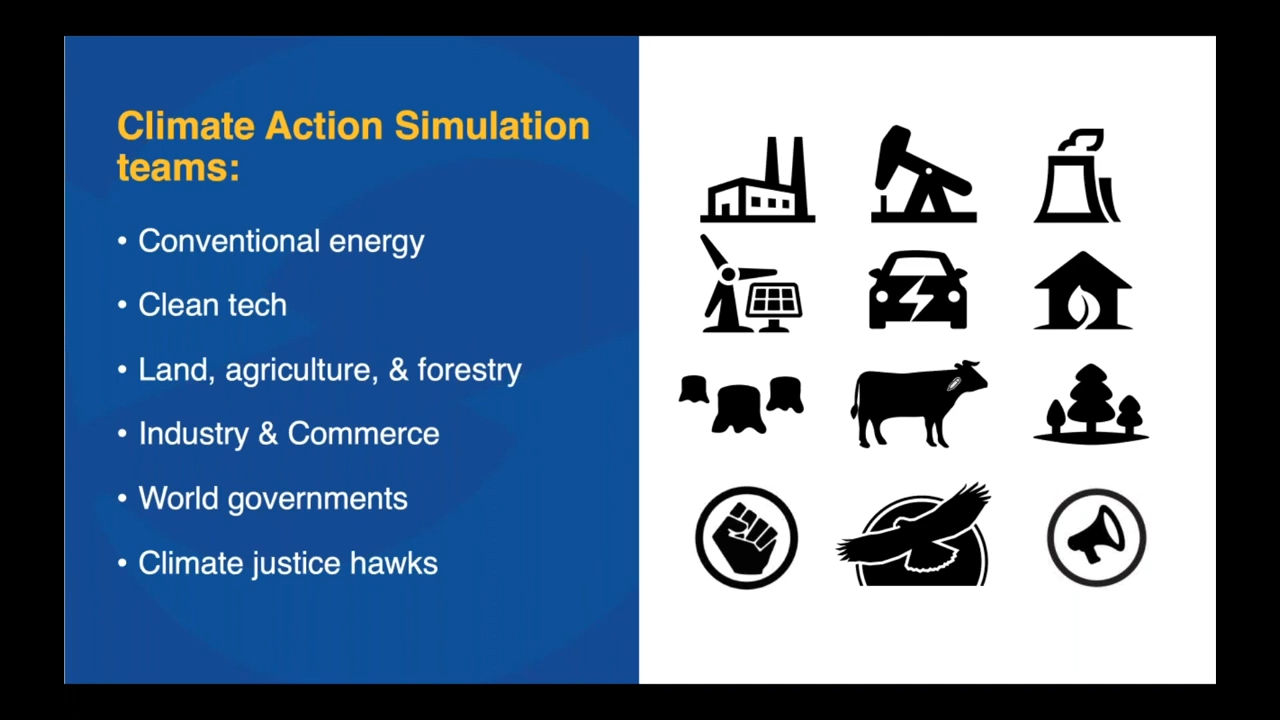 Climate Action Simulation
teams:
• Conventional energy
• Clean tech
• Land, agriculture, & forestry
• Industry & Commerce
• World governments
• Climate justice hawks